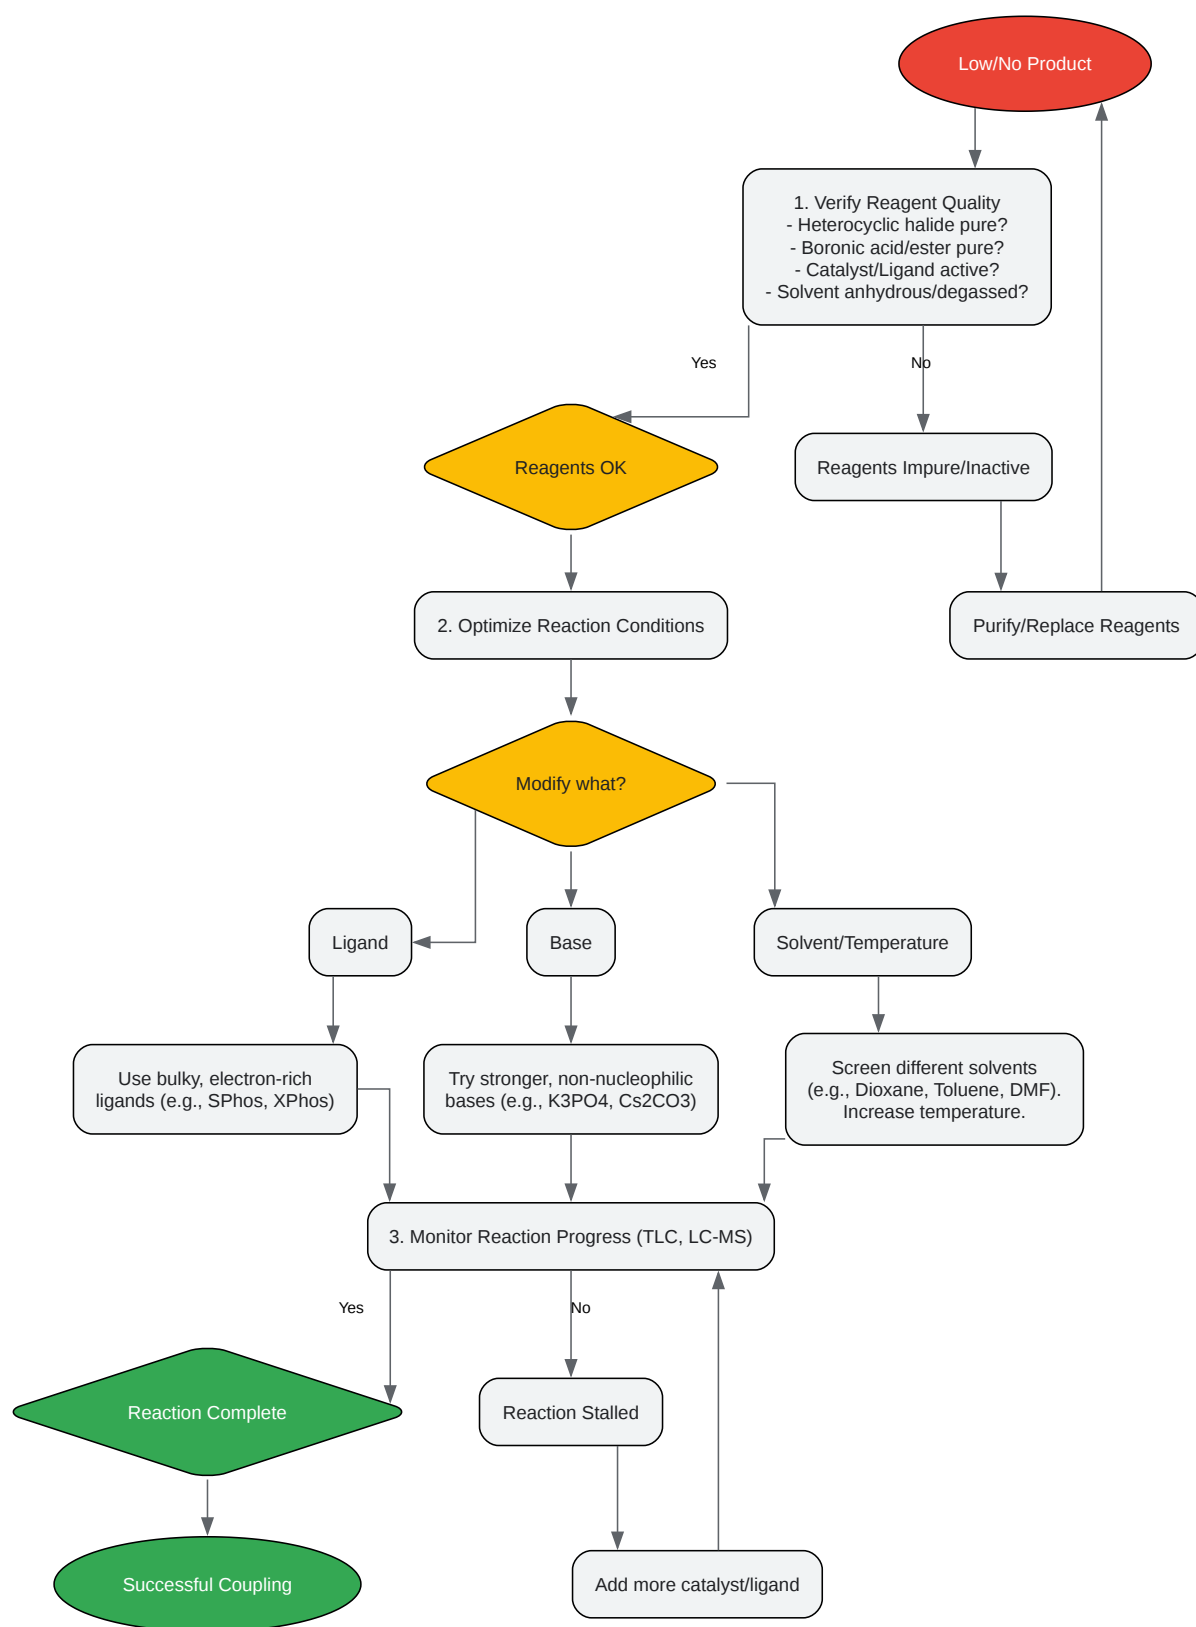 Low/No Product
1. Verify Reagent Quality
- Heterocyclic halide pure?
- Boronic acid/ester pure?
- Catalyst/Ligand active?
- Solvent anhydrous/degassed?
Yes
No
Reagents OK
Reagents Impure/Inactive
2. Optimize Reaction Conditions
Purify/Replace Reagents
Modify what?
Ligand
Base
Solvent/Temperature
Use bulky, electron-rich
ligands (e.g., SPhos, XPhos)
Try stronger, non-nucleophilic
bases (e.g., K3PO4, Cs2CO3)
Screen different solvents
(e.g., Dioxane, Toluene, DMF).
Increase temperature.
3. Monitor Reaction Progress (TLC, LC-MS)
Yes
No
Reaction Complete
Reaction Stalled
Successful Coupling
Add more catalyst/ligand